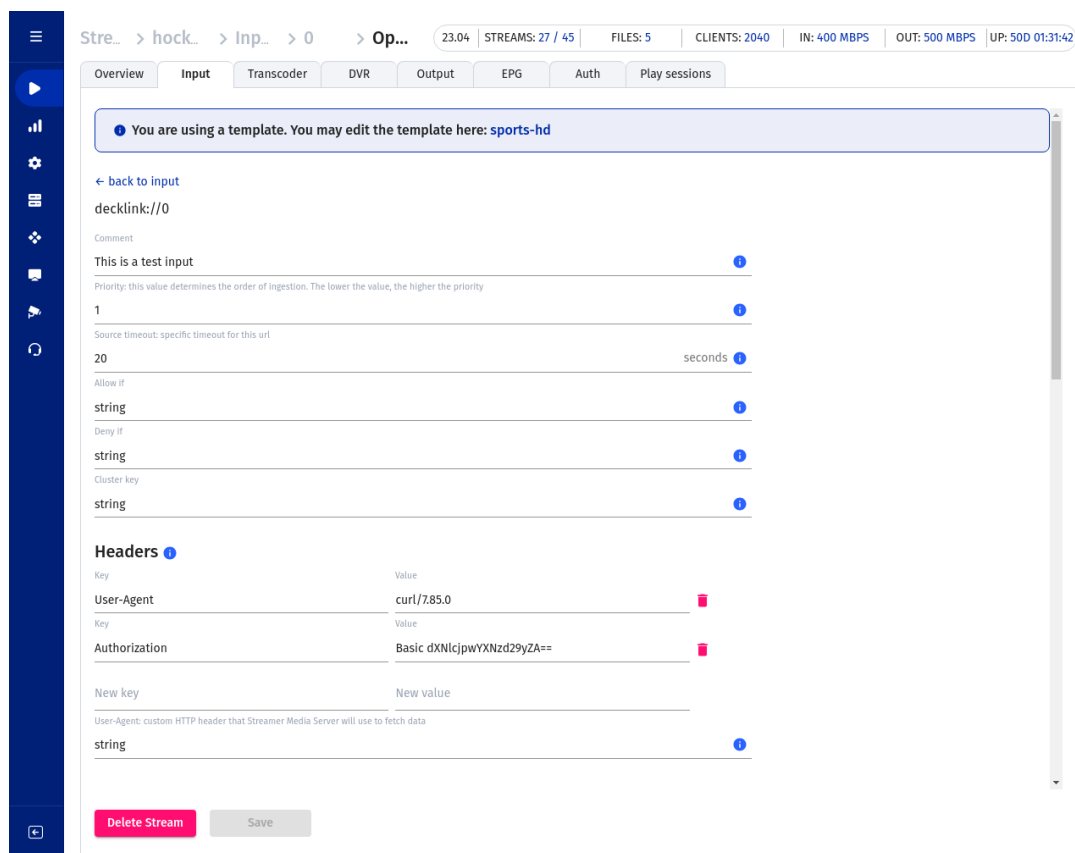 Stre... > hock... > Inp... > 0 > Op...
23.04 STREAMS: 27 / 45 FILES: 5 CLIENTS: 2040 IN: 400 MBPS OUT: 500 MBPS UP: 50D 01:31:42
Overview Input Transcoder DVR Output EPG Auth Play sessions
You are using a template. You may edit the template here: sports-hd
← back to input
decklink://0
Comment
This is a test input
Priority: this value determines the order of ingestion. The lower the value, the higher the priority
1
Source timeout: specific timeout for this url
20 seconds
Allow if
string
Deny if
string
Cluster key
string
Headers
Key Value
User-Agent curl/7.85.0
Key Value
Authorization Basic dXNlcjpwYXNzd29yZA==
New key New value
User-Agent: custom HTTP header that Streamer Media Server will use to fetch data
string
Delete Stream Save